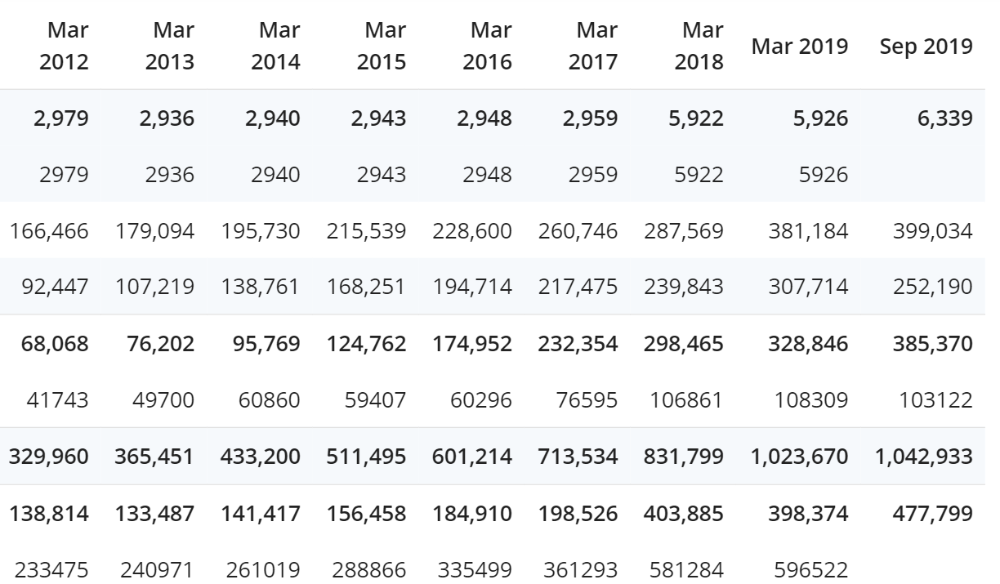 Mar 2012 Mar 2013 Mar 2014 Mar 2015 Mar 2016 Mar 2017 Mar 2018 Mar 2019 Sep 2019
2,979 2,936 2,940 2,943 2,948 2,959 5,922 5,926 6,339
2979 2936 2940 2943 2948 2959 5922 5926
166,466 179,094 195,730 215,539 228,600 260,746 287,569 381,184 399,034
92,447 107,219 138,761 168,251 194,714 217,475 239,843 307,714 252,190
68,068 76,202 95,769 124,762 174,952 232,354 298,465 328,846 385,370
41743 49700 60860 59407 60296 76595 106861 108309 103122
329,960 365,451 433,200 511,495 601,214 713,534 831,799 1,023,670 1,042,933
138,814 133,487 141,417 156,458 184,910 198,526 403,885 398,374 477,799
233475 240971 261019 288866 335499 361293 581284 596522